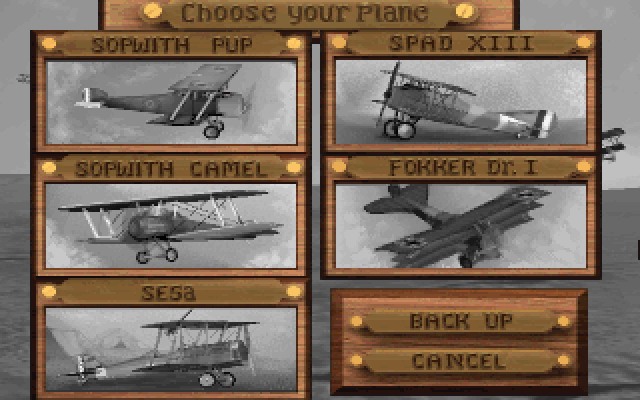 Choose your Plane
SOPWITH PUP
SPAD XIII
SOPWITH CAMEL
FOKKER Dr. I
SE5a
BACK UP
CANCEL